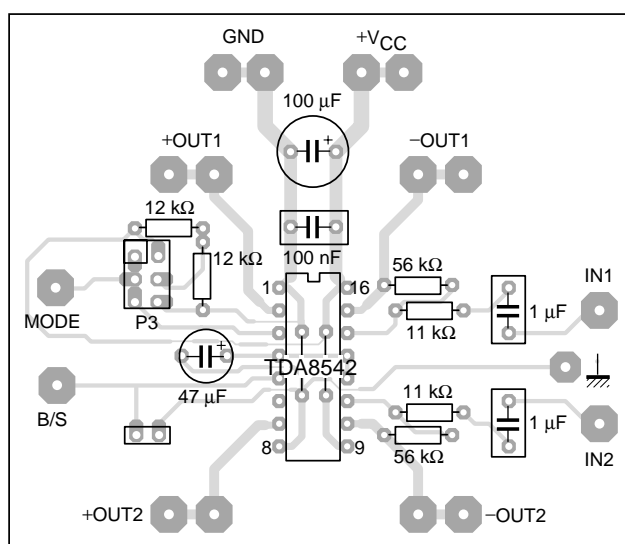 GND
+VCC
100 µF
+
+OUT1
−OUT1
12 kΩ
100 nF
12 kΩ
56 kΩ
1
16
IN1
1 µF
MODE
P3
11 kΩ
+
TDA8542
47 µF
B/S
11 kΩ
1 µF
8
9
56 kΩ
IN2
+OUT2
−OUT2